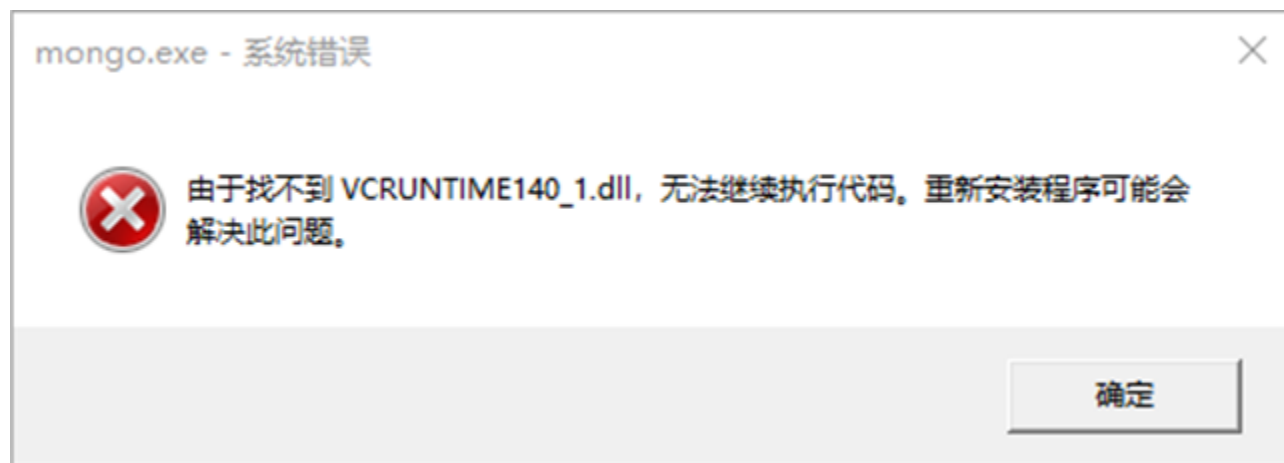 mongo.exe - 系统错误
由于找不到 VCRUNTIME140_1.dll，无法继续执行代码。重新安装程序可能会
解决此问题。
确定